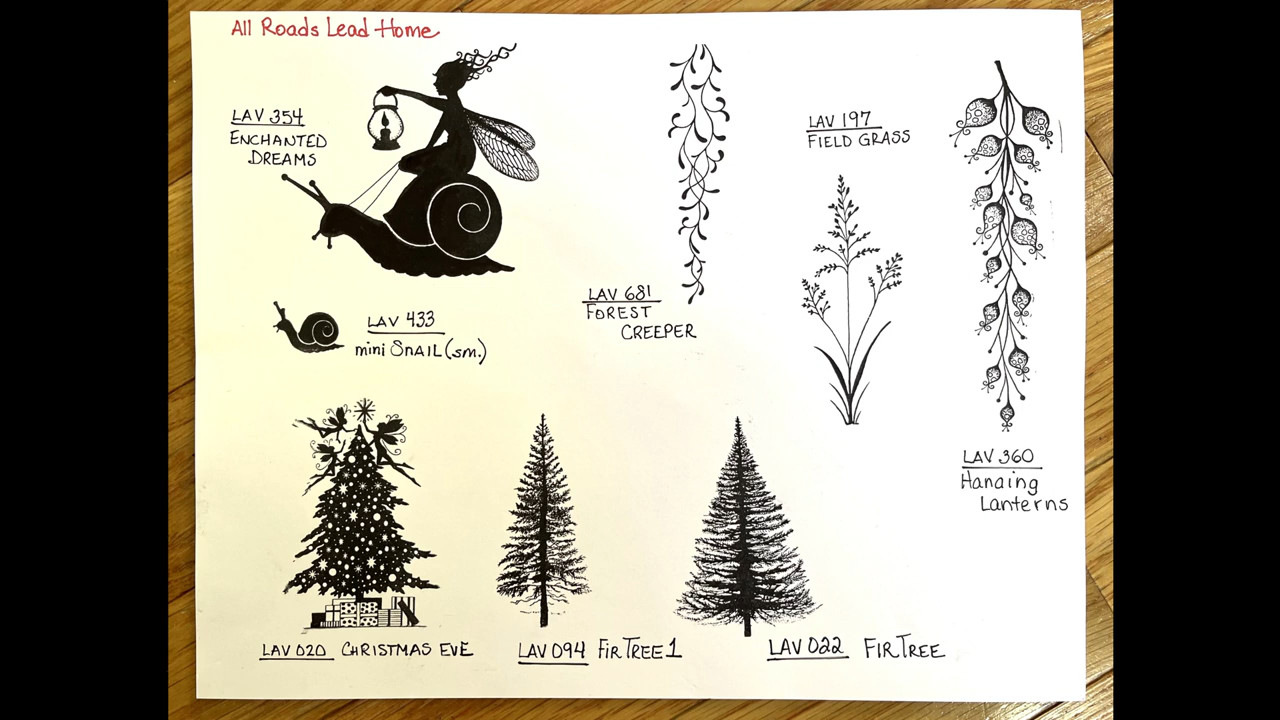 All Roads Lead Home
LAV 354
ENCHANTED
DREAMS
LAV 197
FIELD GRASS
LAV 681
FOREST
CREEPER
LAV 433
mini SNAIL (sm.)
LAV 360
Hanaing
Lanterns
LAV 020 CHRISTMAS EVE
LAV 094 FIR TREE 1
LAV 022 FIR TREE